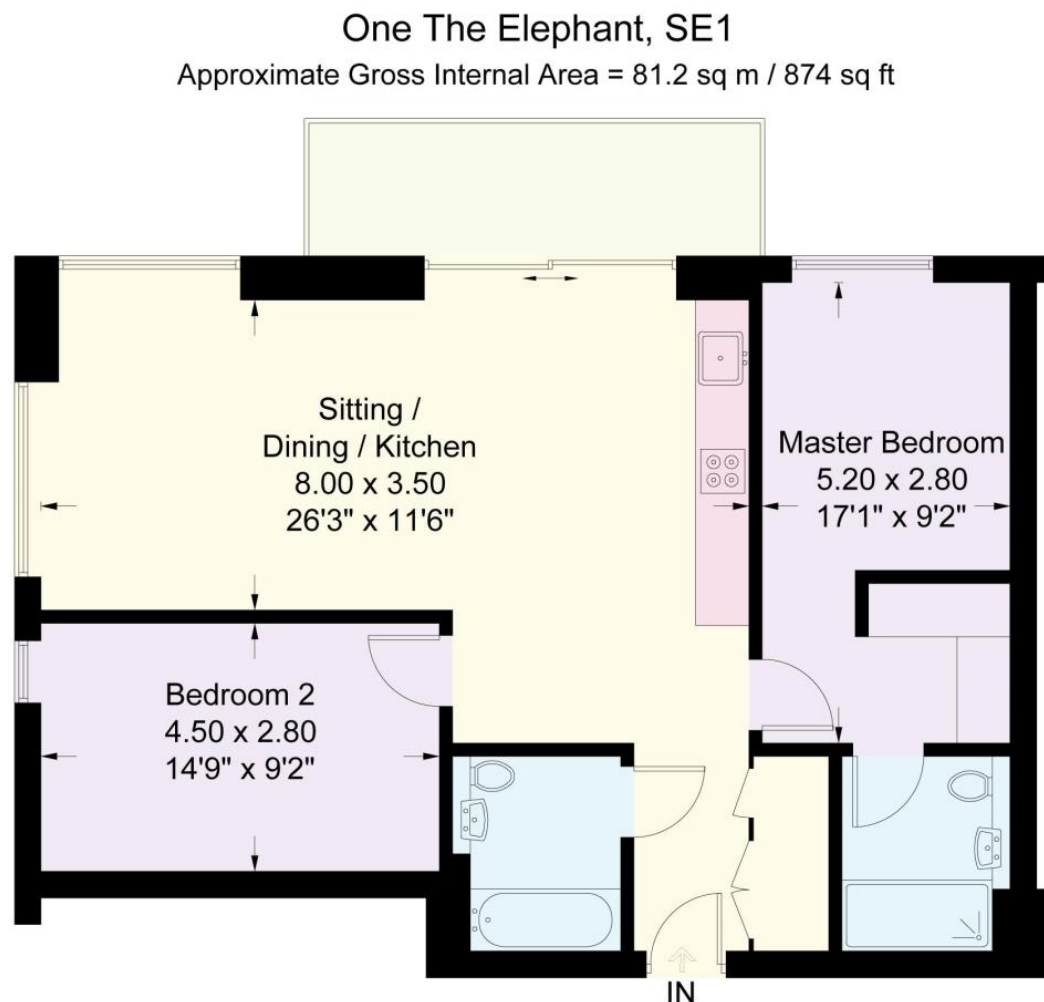 One The Elephant, SE1
Approximate Gross Internal Area = 81.2 sq m / 874 sq ft
Sitting /
Dining / Kitchen
8.00 x 3.50
26'3" x 11'6"
Master Bedroom
5.20 x 2.80
17'1" x 9'2"
Bedroom 2
4.50 x 2.80
14'9" x 9'2"
IN